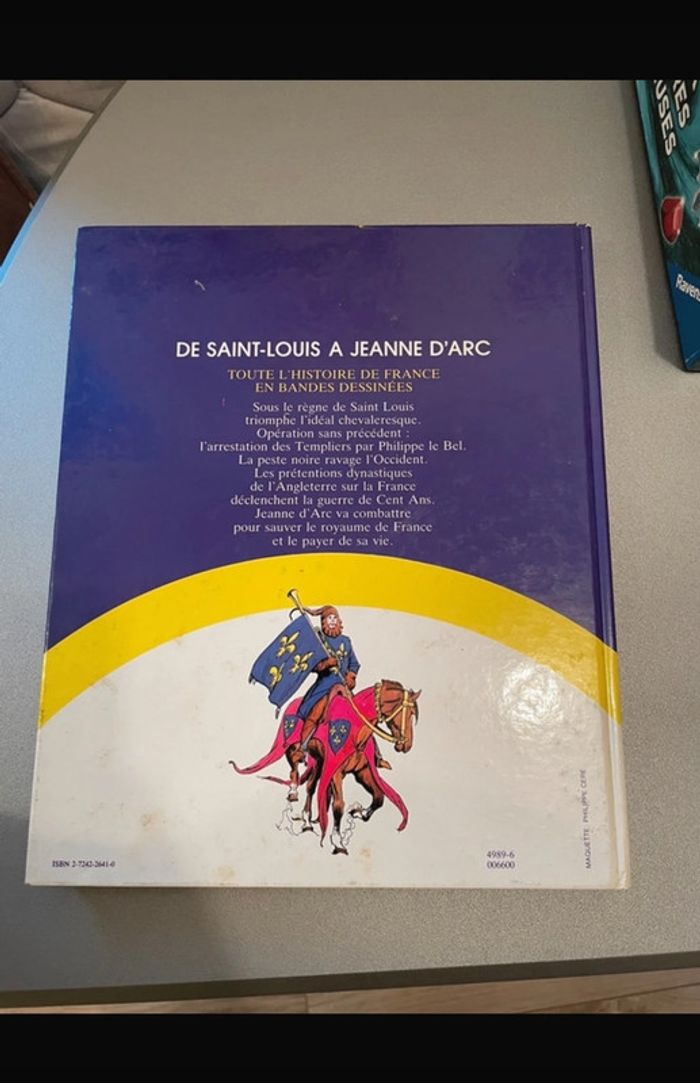 DE SAINT-LOUIS A JEANNE D'ARC
TOUTE L'HISTOIRE DE FRANCE
EN BANDES DESSINÉES
Sous le règne de Saint Louis
triomphe l'idéal chevaleresque.
Opération sans précédent :
l'arrestation des Templiers par Philippe le Bel.
La peste noire ravage l'Occident.
Les prétentions dynastiques
de l'Angleterre sur la France
déclenchent la guerre de Cent Ans.
Jeanne d'Arc va combattre
pour sauver le royaume de France
et le payer de sa vie.
ISBN 2-7242-2641-0
4989-6
006600
MAQUETTE PHILIPPE CERÉ